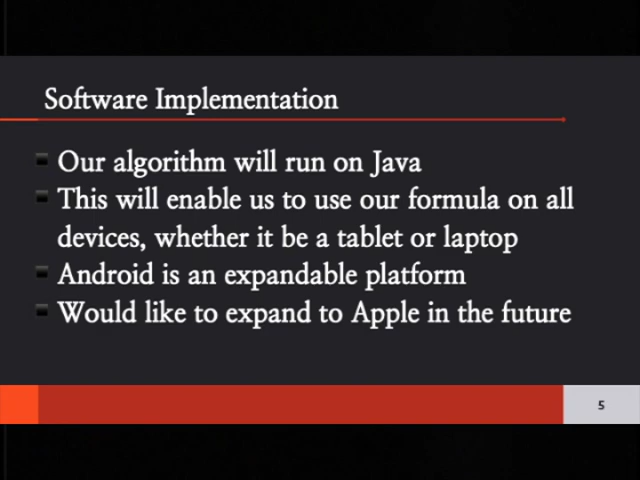 Software Implementation
Our algorithm will run on Java
This will enable us to use our formula on all
devices, whether it be a tablet or laptop
Android is an expandable platform
Would like to expand to Apple in the future
5